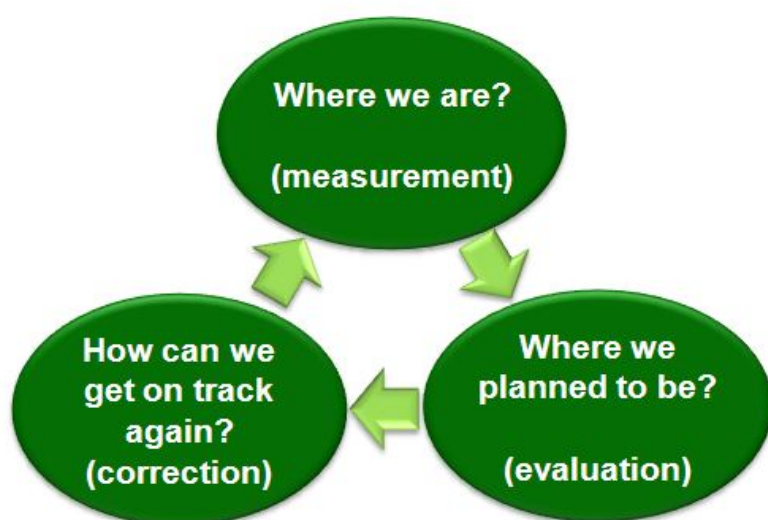 Where we are?
(measurement)
How can we
get on track
again?
(correction)
Where we
planned to be?
(evaluation)